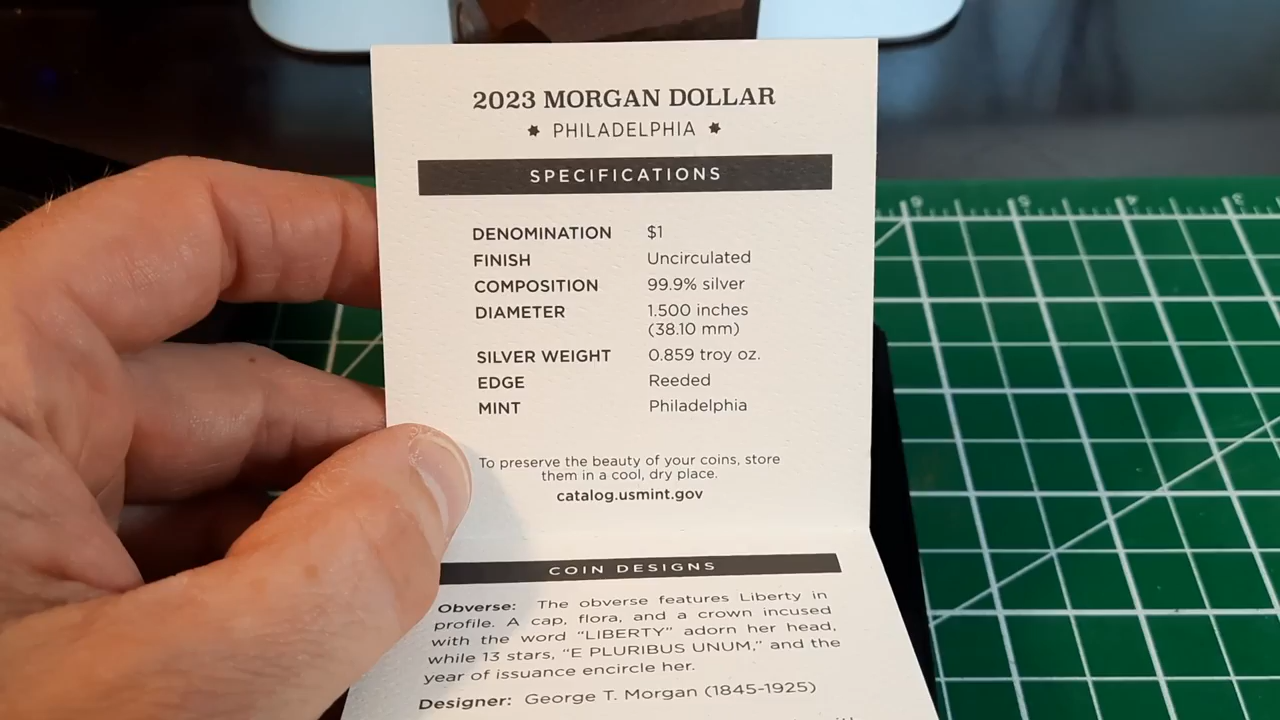 2023 MORGAN DOLLAR
PHILADELPHIA
SPECIFICATIONS
DENOMINATION $1
FINISH Uncirculated
COMPOSITION 99.9% silver
DIAMETER 1.500 inches
(38.10 mm)
SILVER WEIGHT 0.859 troy oz.
EDGE Reeded
MINT Philadelphia
To preserve the beauty of your coins, store
them in a cool, dry place.
catalog.usmint.gov
COIN DESIGNS
Obverse: The obverse features Liberty in
profile. A cap, flora, and a crown incused
with the word “LIBERTY” adorn her head,
while 13 stars, “E PLURIBUS UNUM,” and the
year of issuance encircle her.
Designer: George T. Morgan (1845-1925)
6 5 4 3